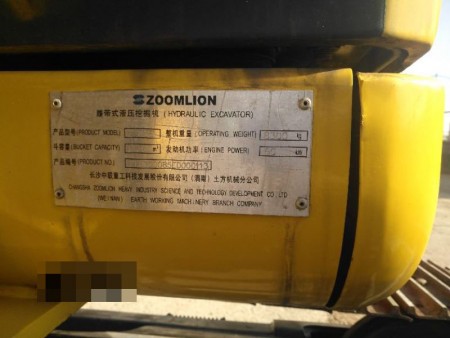 ZOOMLION
履带式液压挖掘机 (HYDRAULIC EXCAVATOR)
产品型号(PRODUCT MODEL) 整机重量(OPERATING WEIGHT) kg
斗容量(BUCKET CAPACITY) m³ 发动机功率(ENGINE POWER) kW
产品编号(PRODUCT NO.)
长沙中联重工科技发展股份有限公司(渭南)土方机械分公司
CHANGSHA ZOOMLION HEAVY INDUSTRY SCIENCE AND TECHNOLOGY DEVELOPMENT CO., LTD
(WEINAN) EARTH WORKING MACHINERY BRANCH COMPANY